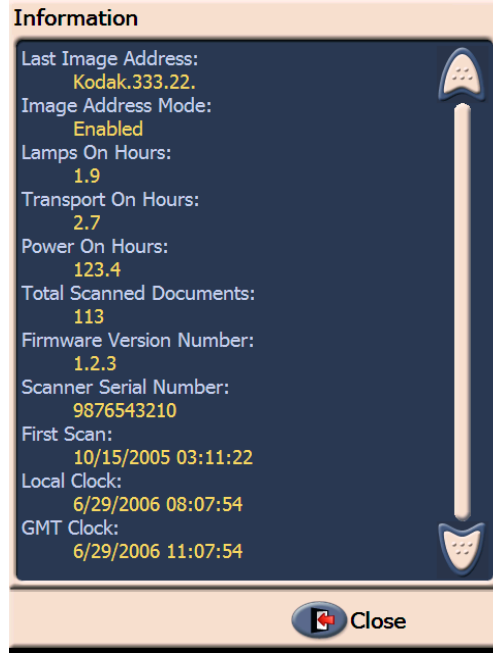 Information
Last Image Address:
Kodak.333.22.
Image Address Mode:
Enabled
Lamps On Hours:
1.9
Transport On Hours:
2.7
Power On Hours:
123.4
Total Scanned Documents:
113
Firmware Version Number:
1.2.3
Scanner Serial Number:
9876543210
First Scan:
10/15/2005 03:11:22
Local Clock:
6/29/2006 08:07:54
GMT Clock:
6/29/2006 11:07:54
Close